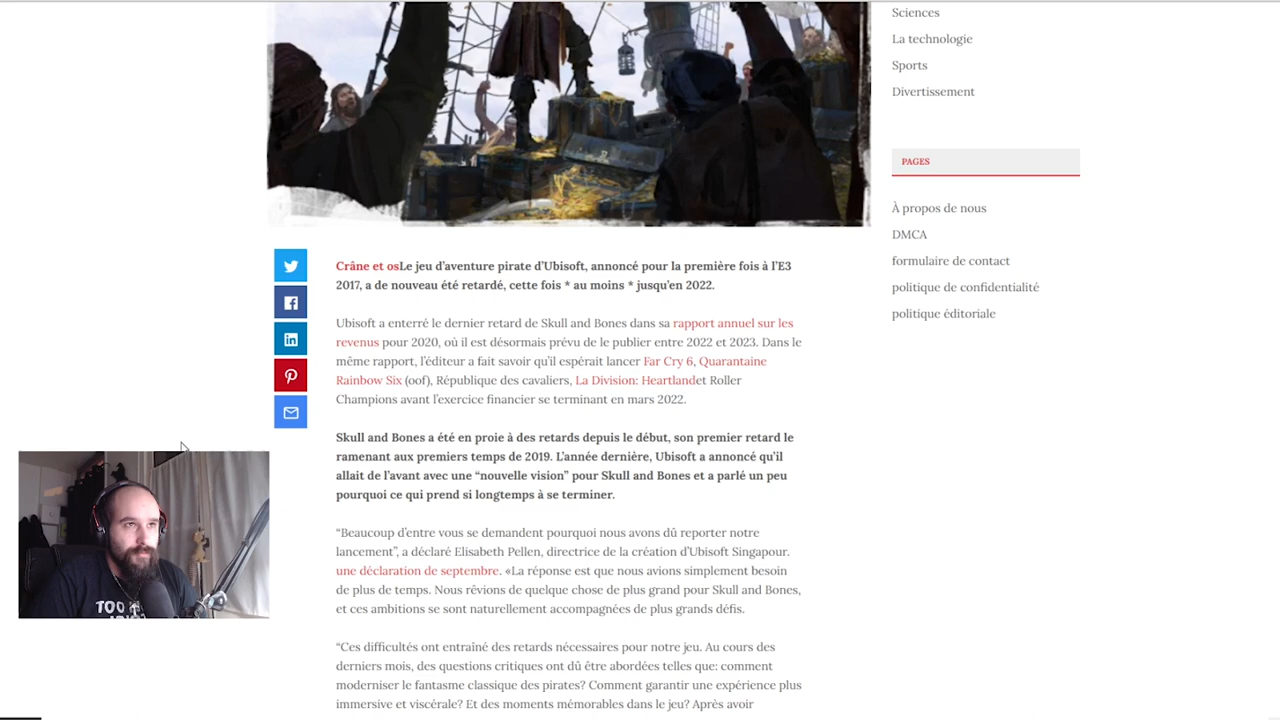 Sciences
La technologie
Sports
Divertissement
PAGES
À propos de nous
DMCA
formulaire de contact
politique de confidentialité
politique éditoriale
Crâne et osLe jeu d’aventure pirate d’Ubisoft, annoncé pour la première fois à l’E3
2017, a de nouveau été retardé, cette fois * au moins * jusqu’en 2022.
Ubisoft a enterré le dernier retard de Skull and Bones dans sa rapport annuel sur les
revenus pour 2020, où il est désormais prévu de le publier entre 2022 et 2023. Dans le
même rapport, l’éditeur a fait savoir qu’il espérait lancer Far Cry 6, Quarantaine
Rainbow Six (oof), République des cavaliers, La Division: Heartlandet Roller
Champions avant l’exercice financier se terminant en mars 2022.
Skull and Bones a été en proie à des retards depuis le début, son premier retard le
ramenant aux premiers temps de 2019. L’année dernière, Ubisoft a annoncé qu’il
allait de l’avant avec une “nouvelle vision” pour Skull and Bones et a parlé un peu
pourquoi ce qui prend si longtemps à se terminer.
“Beaucoup d’entre vous se demandent pourquoi nous avons dû reporter notre
lancement”, a déclaré Elisabeth Pellen, directrice de la création d’Ubisoft Singapour.
une déclaration de septembre. «La réponse est que nous avions simplement besoin
de plus de temps. Nous rêvions de quelque chose de plus grand pour Skull and Bones,
et ces ambitions se sont naturellement accompagnées de plus grands défis.
“Ces difficultés ont entraîné des retards nécessaires pour notre jeu. Au cours des
derniers mois, des questions critiques ont dû être abordées telles que: comment
moderniser le fantasme classique des pirates? Comment garantir une expérience plus
immersive et viscérale? Et des moments mémorables dans le jeu? Après avoir
TOO